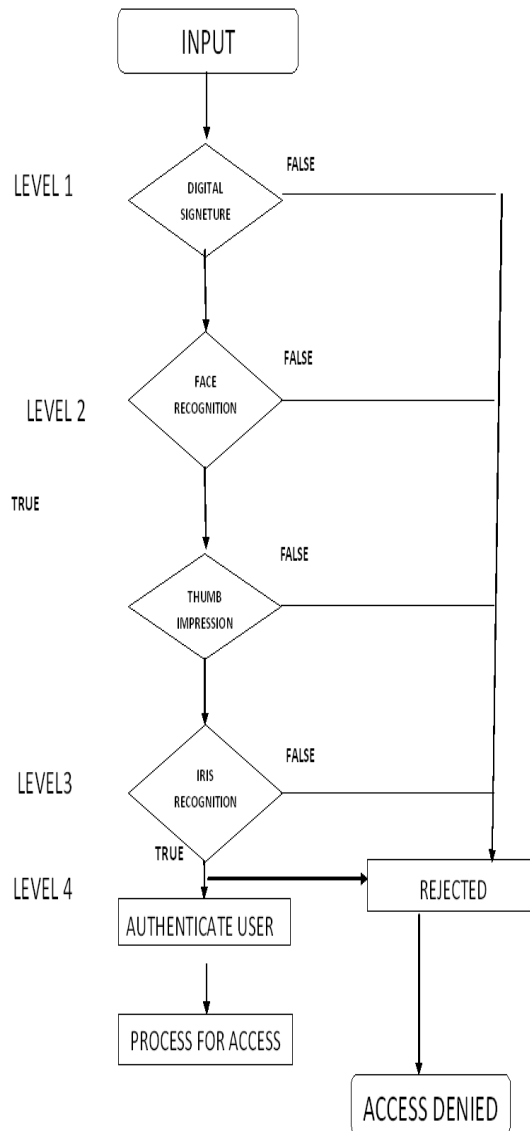 INPUT
FALSE
LEVEL 1
DIGITAL
SIGNETURE
FALSE
FACE
RECOGNITION
LEVEL 2
TRUE
FALSE
THUMB
IMPRESSION
FALSE
LEVEL3
IRIS
RECOGNITION
TRUE
LEVEL 4
REJECTED
AUTHENTICATE USER
PROCESS FOR ACCESS
ACCESS DENIED